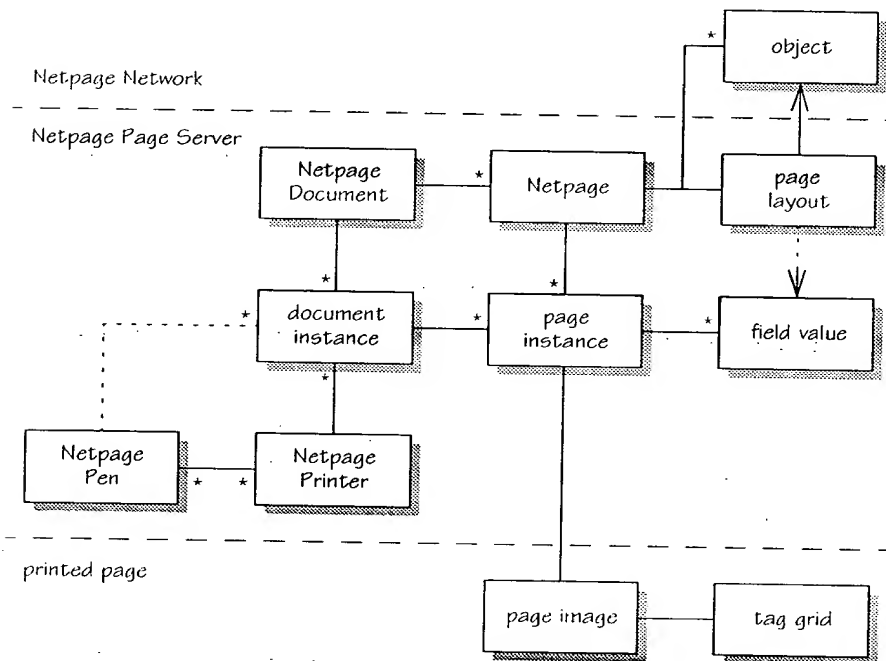 *
object
Netpage Network
Netpage Page Server
Netpage
Document
*
Netpage
page
layout
*
*
*
document
instance
*
page
instance
*
field value
*
Netpage
Pen
*
*
Netpage
Printer
printed page
page image
tag grid